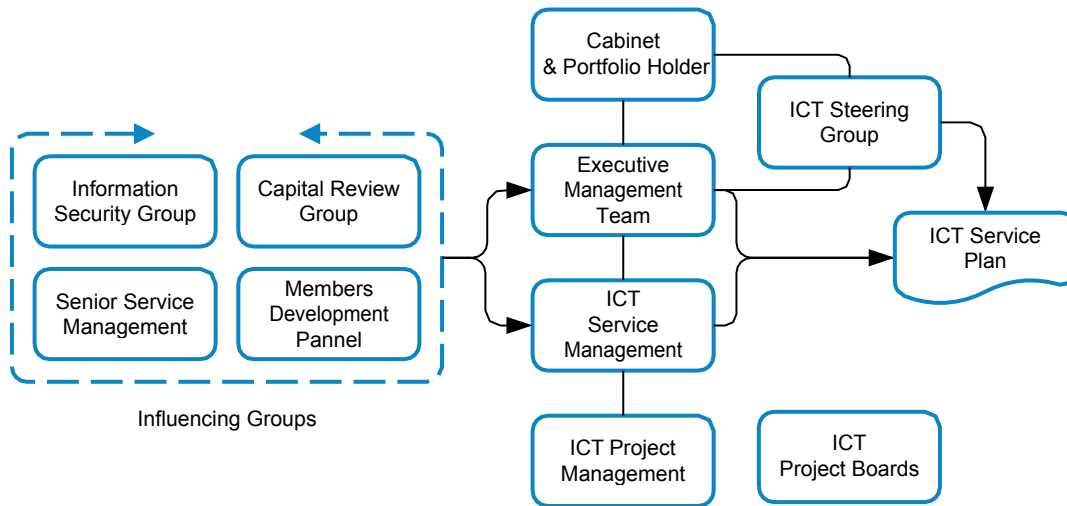 Cabinet
& Portfolio Holder
ICT Steering
Group
Information
Security Group
Capital Review
Group
Executive
Management
Team
ICT Service
Plan
Senior Service
Management
Members
Development
Pannel
ICT
Service
Management
Influencing Groups
ICT Project
Management
ICT
Project Boards